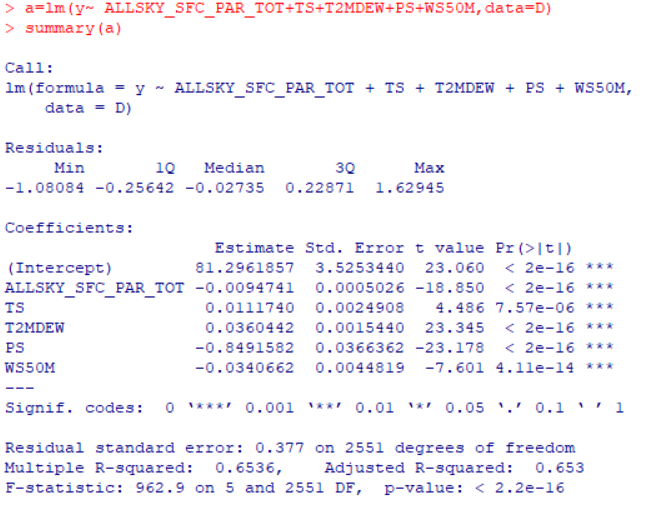 > a=lm(y~ ALLSKY_SFC_PAR_TOT+TS+T2MDEW+PS+WS50M,data=D)
> summary(a)
Call:
lm(formula = y ~ ALLSKY_SFC_PAR_TOT + TS + T2MDEW + PS + WS50M,
    data = D)
Residuals:
     Min       1Q   Median       3Q      Max
-1.08084 -0.25642 -0.02735  0.22871  1.62945
Coefficients:
                     Estimate Std. Error t value Pr(>|t|)
(Intercept)        81.2961857  3.5253440  23.060  < 2e-16 ***
ALLSKY_SFC_PAR_TOT -0.0094741  0.0005026 -18.850  < 2e-16 ***
TS                  0.0111740  0.0024908   4.486 7.57e-06 ***
T2MDEW              0.0360442  0.0015440  23.345  < 2e-16 ***
PS                 -0.8491582  0.0366362 -23.178  < 2e-16 ***
WS50M              -0.0340662  0.0044819  -7.601 4.11e-14 ***
---
Signif. codes:  0 ‘***’ 0.001 ‘**’ 0.01 ‘*’ 0.05 ‘.’ 0.1 ‘ ’ 1
Residual standard error: 0.377 on 2551 degrees of freedom
Multiple R-squared:  0.6536,    Adjusted R-squared:  0.653
F-statistic: 962.9 on 5 and 2551 DF,  p-value: < 2.2e-16